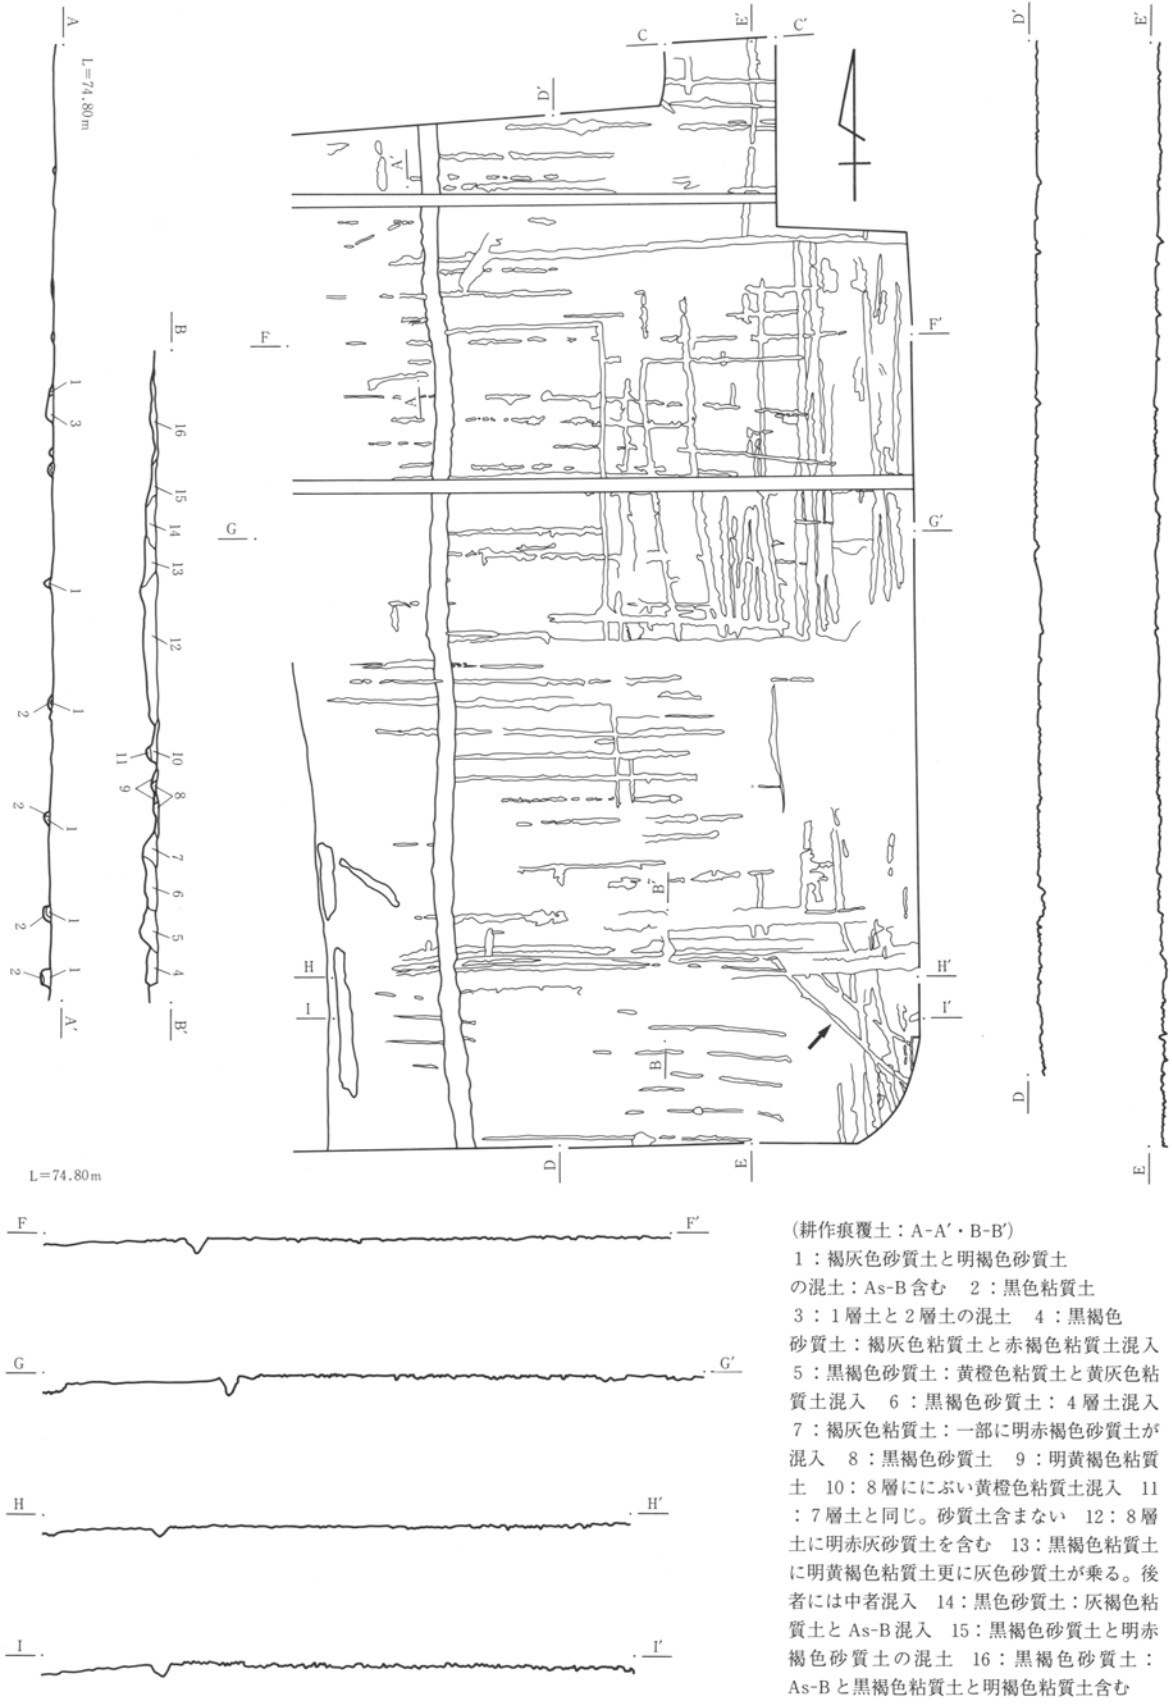 A
L=74.80m
1
3
1
1
2
1
2
1
2
1
2
A'
B
16
15
14
13
12
10
11
9
8
7
6
5
4
B'
C
E'
C'
D'
A'
F
F'
A
G
G'
B'
H
H'
I
I'
B
D
E
D'
E'
D
E
L=74.80m
F
F'
G
G'
H
H'
I
I'
(耕作痕覆土:A-A'・B-B')
1:褐灰色砂質土と明褐色砂質土
の混土:As-B含む 2:黒色粘質土
3:1層土と2層土の混土 4:黒褐色
砂質土:褐灰色粘質土と赤褐色粘質土混入
5:黒褐色砂質土:黄橙色粘質土と黄灰色粘
質土混入 6:黒褐色砂質土:4層土混入
7:褐灰色粘質土:一部に明赤褐色砂質土が
混入 8:黒褐色砂質土 9:明黄褐色粘質
土 10:8層ににぶい黄橙色粘質土混入 11
:7層土と同じ。砂質土含まない 12:8層
土に明赤灰砂質土を含む 13:黒褐色粘質土
に明黄褐色粘質土更に灰色砂質土が乗る。後
者には中者混入 14:黒色砂質土:灰褐色粘
質土とAs-B混入 15:黒褐色砂質土と明赤
褐色砂質土の混土 16:黒褐色砂質土:
As-Bと黒褐色粘質土と明褐色粘質土含む